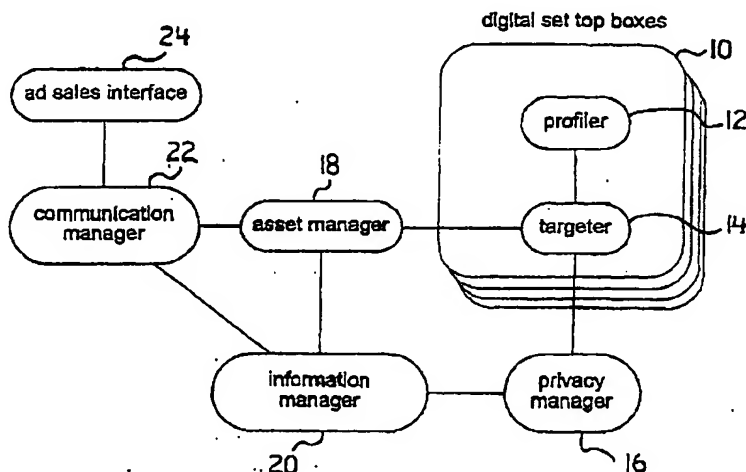 digital set top boxes
24
10
ad sales interface
profiler
12
22
18
communication
manager
asset manager
targeter
14
information
manager
privacy
manager
20
16